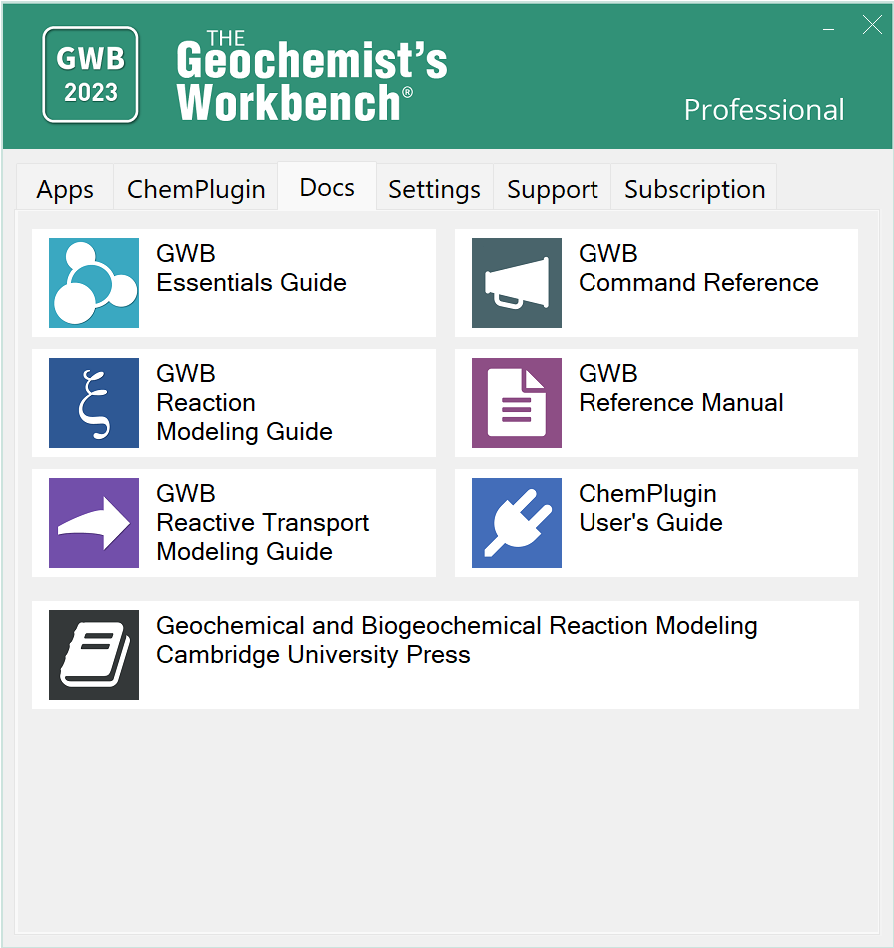 GWB
2023
THE
Geochemist's
Workbench®
Professional
Apps
ChemPlugin
Docs
Settings
Support
Subscription
GWB
Essentials Guide
GWB
Command Reference
GWB
Reaction
Modeling Guide
GWB
Reference Manual
GWB
Reactive Transport
Modeling Guide
ChemPlugin
User's Guide
Geochemical and Biogeochemical Reaction Modeling
Cambridge University Press